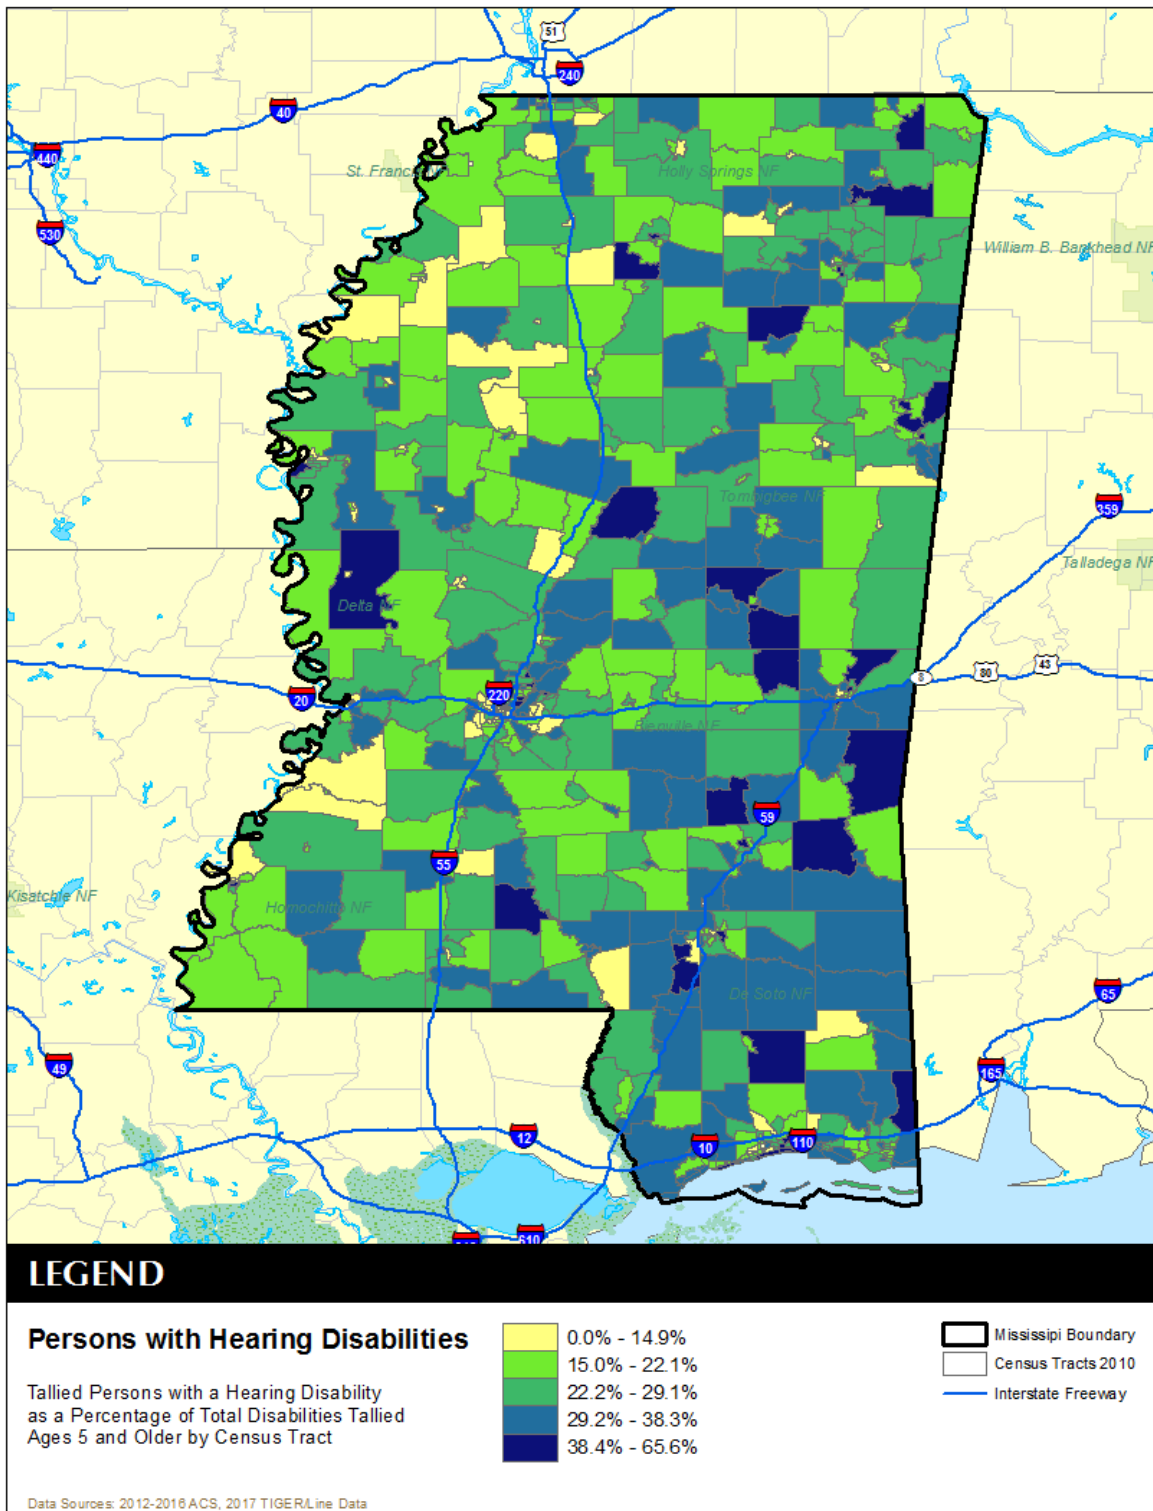 51
240
40
440
St. Francis NF
Holly Springs NF
530
William B. Bankhead NF
359
Tombigbee NF
Talladega NF
Delta NF
20
220
8
80
43
Bienville NF
59
55
Kisatchie NF
Homochitto NF
De Soto NF
65
49
165
12
10
110
610
LEGEND
Persons with Hearing Disabilities
Tallied Persons with a Hearing Disability
as a Percentage of Total Disabilities Tallied
Ages 5 and Older by Census Tract
0.0% - 14.9%
15.0% - 22.1%
22.2% - 29.1%
29.2% - 38.3%
38.4% - 65.6%
Mississipi Boundary
Census Tracts 2010
Interstate Freeway
Data Sources: 2012-2016 ACS, 2017 TIGER/Line Data